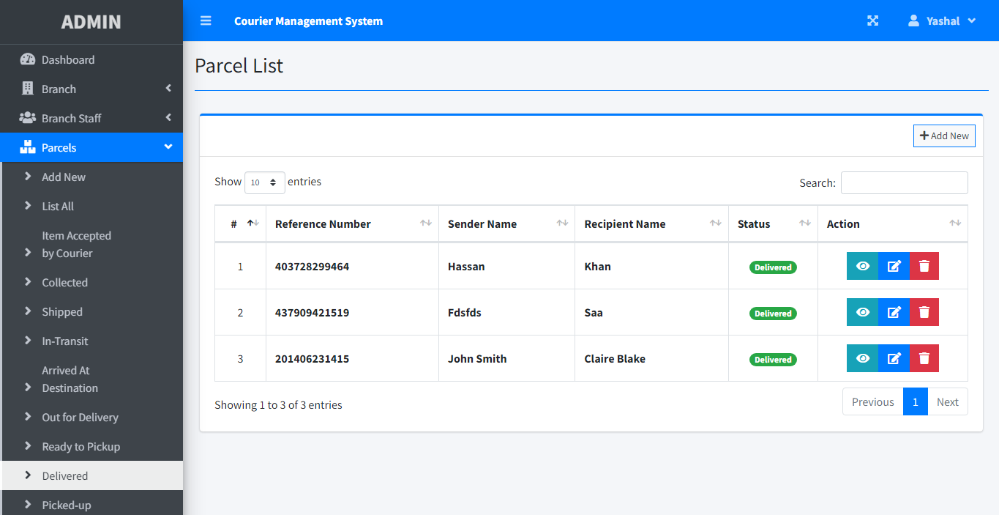 ADMIN
Courier Management System
Yashal
Dashboard
Branch
Branch Staff
Parcels
Add New
List All
Item Accepted
by Courier
Collected
Shipped
In-Transit
Arrived At
Destination
Out for Delivery
Ready to Pickup
Delivered
Picked-up
Parcel List
Add New
Show 10 entries
Search:
# Reference Number Sender Name Recipient Name Status Action
1 403728299464 Hassan Khan Delivered
2 437909421519 Fdsfds Saa Delivered
3 201406231415 John Smith Claire Blake Delivered
Showing 1 to 3 of 3 entries
Previous 1 Next